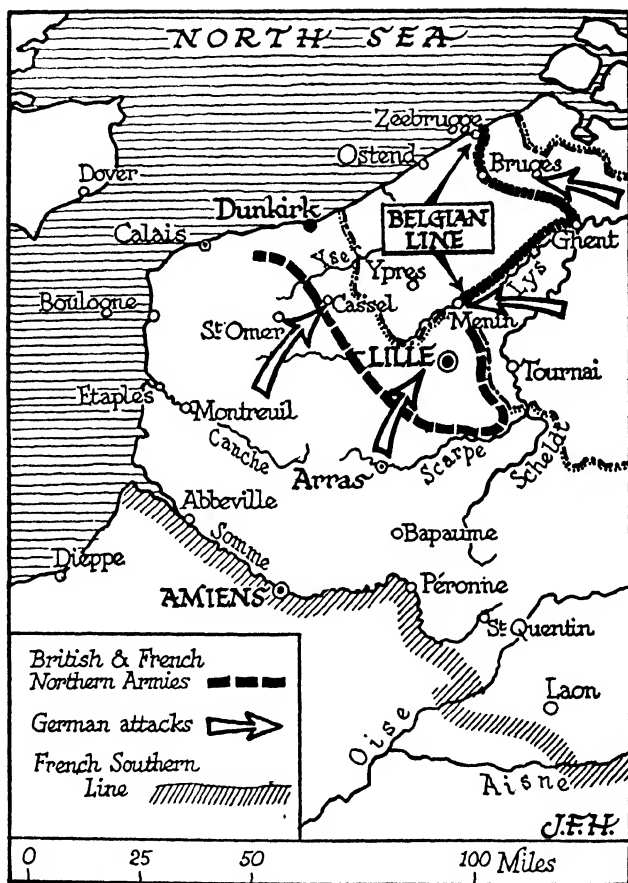 NORTH SEA
Zeebrugge
Ostend
Bruges
Dover
Dunkirk
BELGIAN
LINE
Ghent
Calais
Yse
Ypres
Lys
Boulogne
Cassel
St Omer
Menin
LILLE
Tournai
Etaples
Montreuil
Canche
Scarpe
Scheldt
Arras
Abbeville
Somme
Bapaume
Dieppe
AMIENS
Péronne
St Quentin
British & French
Northern Armies
German attacks
French Southern
Line
Laon
Oise
Aisne
J.F.H.
0 25 50 100 Miles